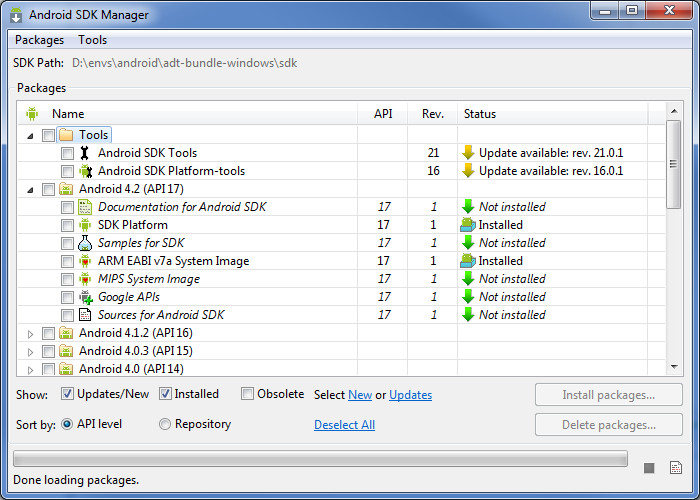 Android SDK Manager
Packages Tools
SDK Path: D:\envs\android\adt-bundle-windows\sdk
Packages
Name API Rev. Status
Tools
Android SDK Tools 21 Update available: rev. 21.0.1
Android SDK Platform-tools 16 Update available: rev. 16.0.1
Android 4.2 (API 17)
Documentation for Android SDK 17 1 Not installed
SDK Platform 17 1 Installed
Samples for SDK 17 1 Not installed
ARM EABI v7a System Image 17 1 Installed
MIPS System Image 17 1 Not installed
Google APIs 17 1 Not installed
Sources for Android SDK 17 1 Not installed
Android 4.1.2 (API 16)
Android 4.0.3 (API 15)
Android 4.0 (API 14)
Show: Updates/New Installed Obsolete Select New or Updates Install packages...
Sort by: API level Repository Deselect All Delete packages...
Done loading packages.